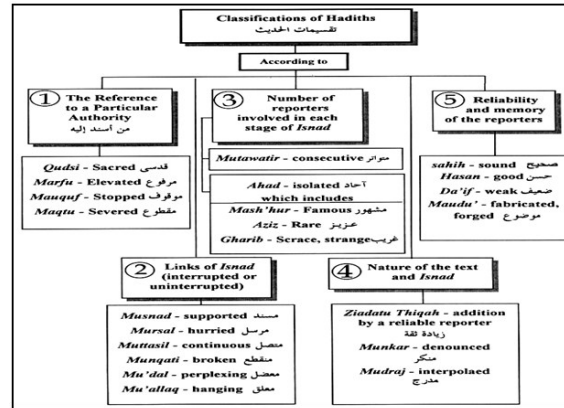 Classifications of Hadiths
تقسيمات الحديث
According to
1 The Reference
to a Particular
Authority
من أسند إليه
Qudsi - Sacred قدسى
Marfu - Elevated مرفوع
Mauquf - Stopped موقوف
Maqtu - Severed مقطوع
2 Links of Isnad
(interrupted or
uninterrupted)
Musnad - supported مسند
Mursal - hurried مرسل
Muttasil - continuous متصل
Munqati - broken منقطع
Mu'dal - perplexing معضل
Mu'allaq - hanging معلق
3 Number of
reporters
involved in each
stage of Isnad
Mutawatir - consecutive متواتر
Ahad - isolated آحاد
which includes
Mash'hur - Famous مشهور
Aziz - Rare عزيز
Gharib - Scrace, strange غريب
4 Nature of the text
and Isnad
Ziadatu Thiqah - addition
by a reliable reporter
زيادة ثقة
Munkar - denounced
منكر
Mudraj - interpolaed
مدرج
5 Reliability
and memory
of the reporters
sahih - sound صحيح
Hasan - good حسن
Da'if - weak ضعيف
Maudu' - fabricated,
forged موضوع